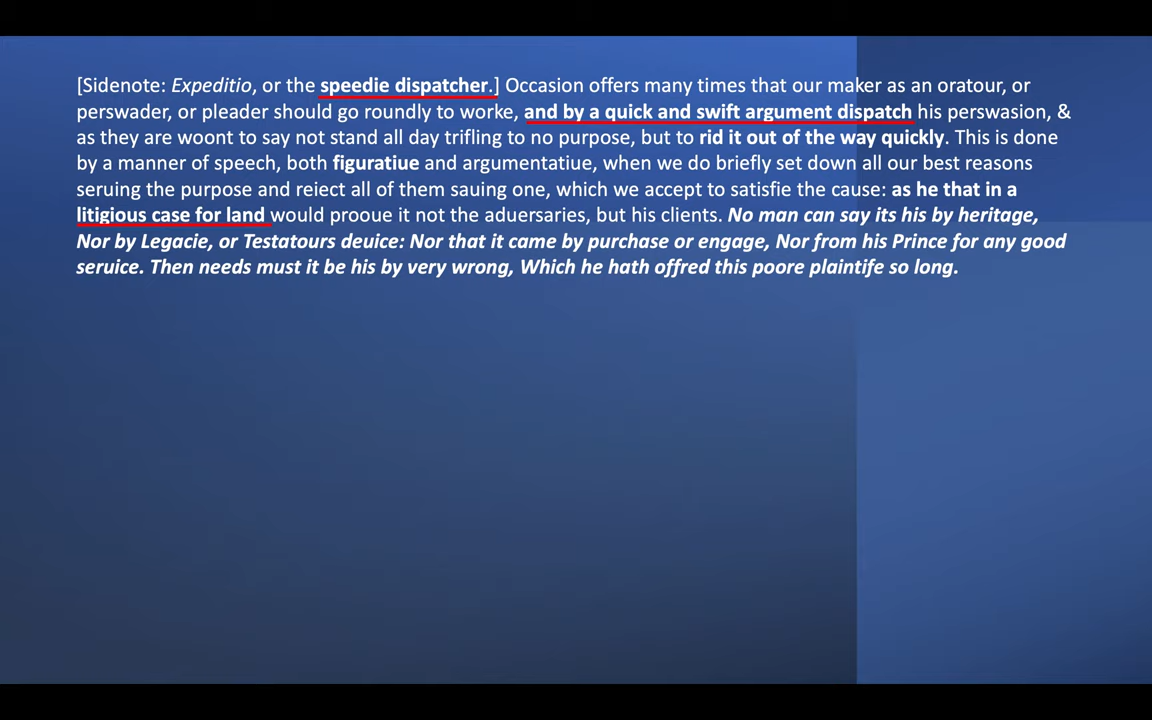 [Sidenote: Expeditio, or the speedie dispatcher.] Occasion offers many times that our maker as an oratour, or
perswader, or pleader should go roundly to worke, and by a quick and swift argument dispatch his perswasion, &
as they are woont to say not stand all day trifling to no purpose, but to rid it out of the way quickly. This is done
by a manner of speech, both figuratiue and argumentatiue, when we do briefly set down all our best reasons
seruing the purpose and reiect all of them sauing one, which we accept to satisfie the cause: as he that in a
litigious case for land would prooue it not the aduersaries, but his clients. No man can say its his by heritage,
Nor by Legacie, or Testatours deuice: Nor that it came by purchase or engage, Nor from his Prince for any good
seruice. Then needs must it be his by very wrong, Which he hath offred this poore plaintife so long.